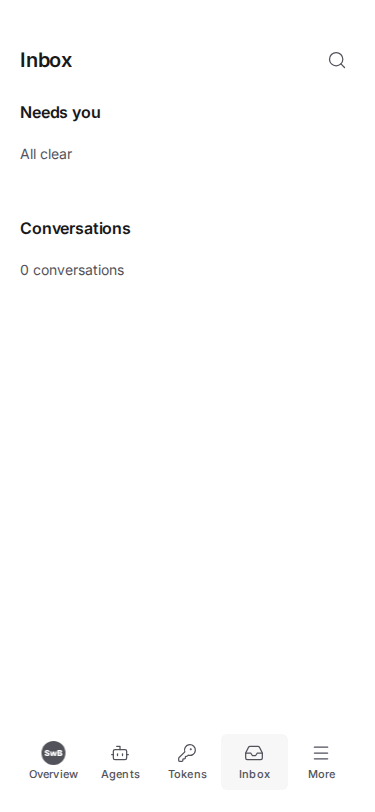 Inbox
Needs you
All clear
Conversations
0 conversations
SwB
Overview
Agents
Tokens
Inbox
More